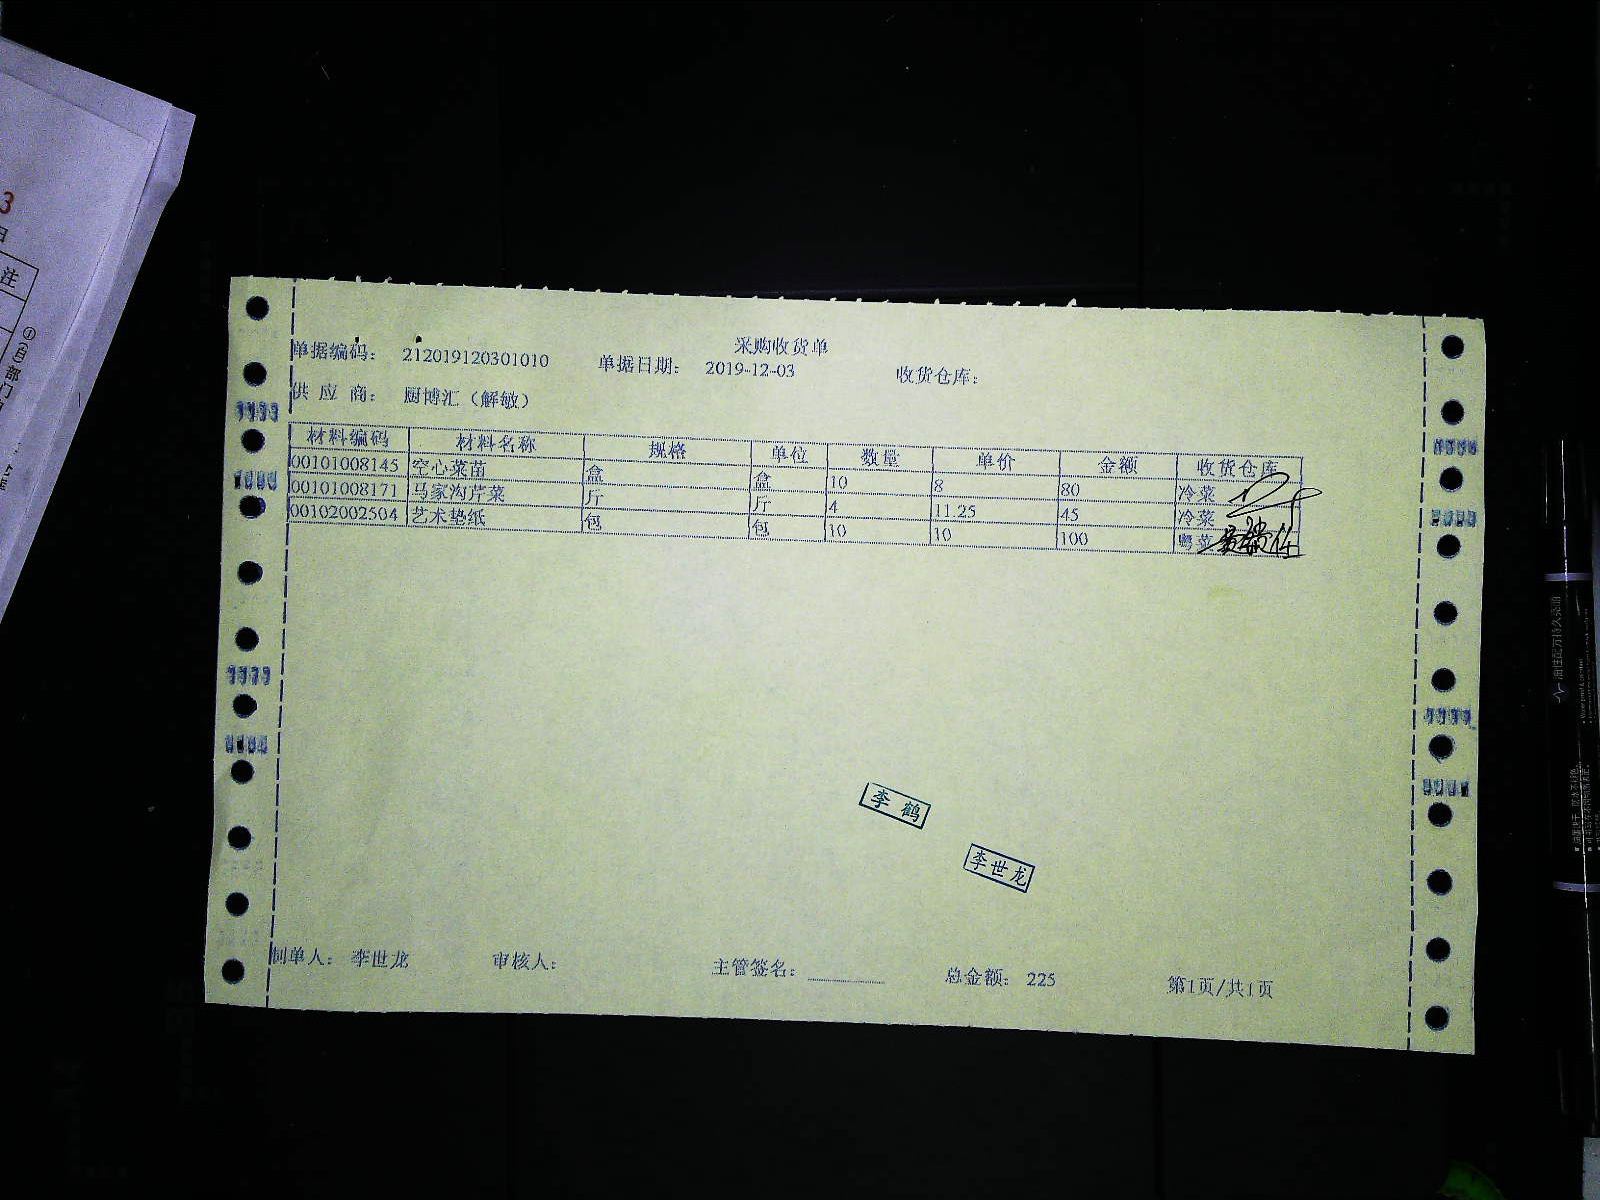 采购收货单
单据编码： 212019120301010 单据日期： 2019-12-03 收货仓库：
供 应 商： 厨博汇（解敏）
材料编码 材料名称 规格 单位 数量 单价 金额 收货仓库
00101008145 空心菜苗 盒 盒 10 8 80 冷菜
00101008171 马家沟芹菜 斤 斤 4 11.25 45 冷菜
00102002504 艺术垫纸 包 包 10 10 100 粤菜
李鹤
李世龙
制单人： 李世龙 审核人： 主管签名： 总金额： 225 第1页/共1页
3
日
注